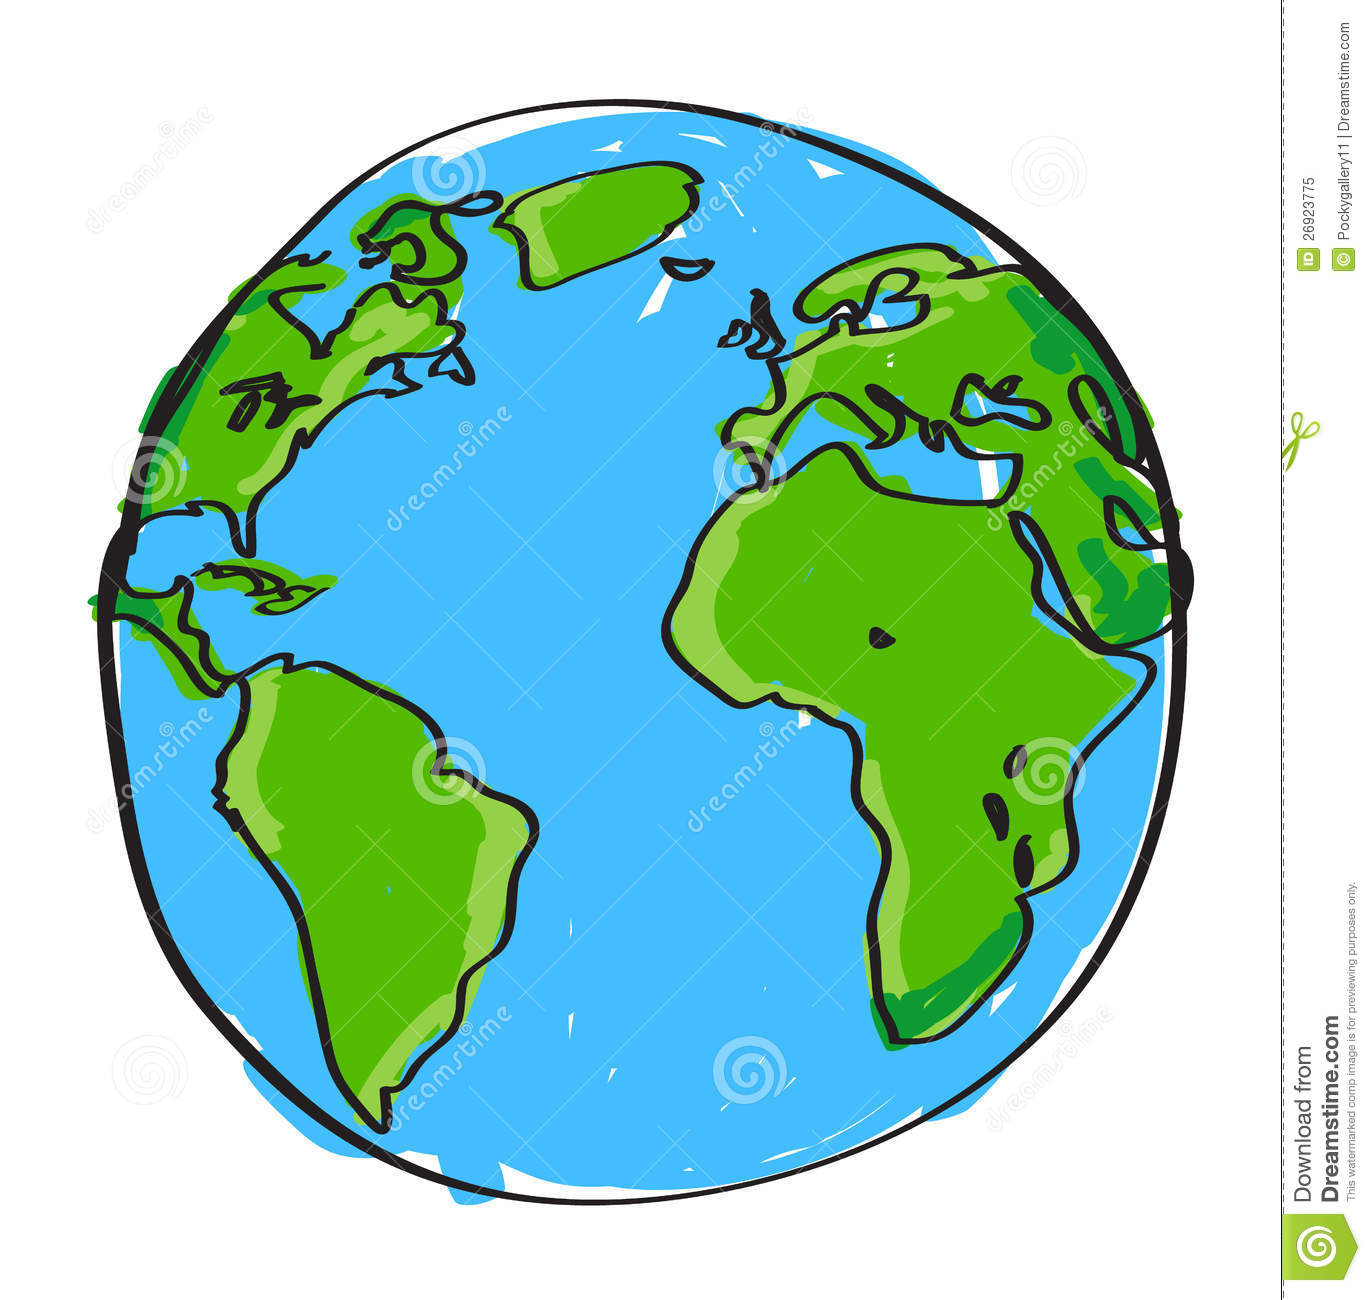 ID 26923775
© Pockygallery11 | Dreamstime.com
Download from
Dreamstime.com
This watermarked comp image is for previewing purposes only.
dreamstime.
dreamstime.
dreamstime.
dreamstime.
dreamstime.
dreamstime.
dreamstime.
dreamstime.